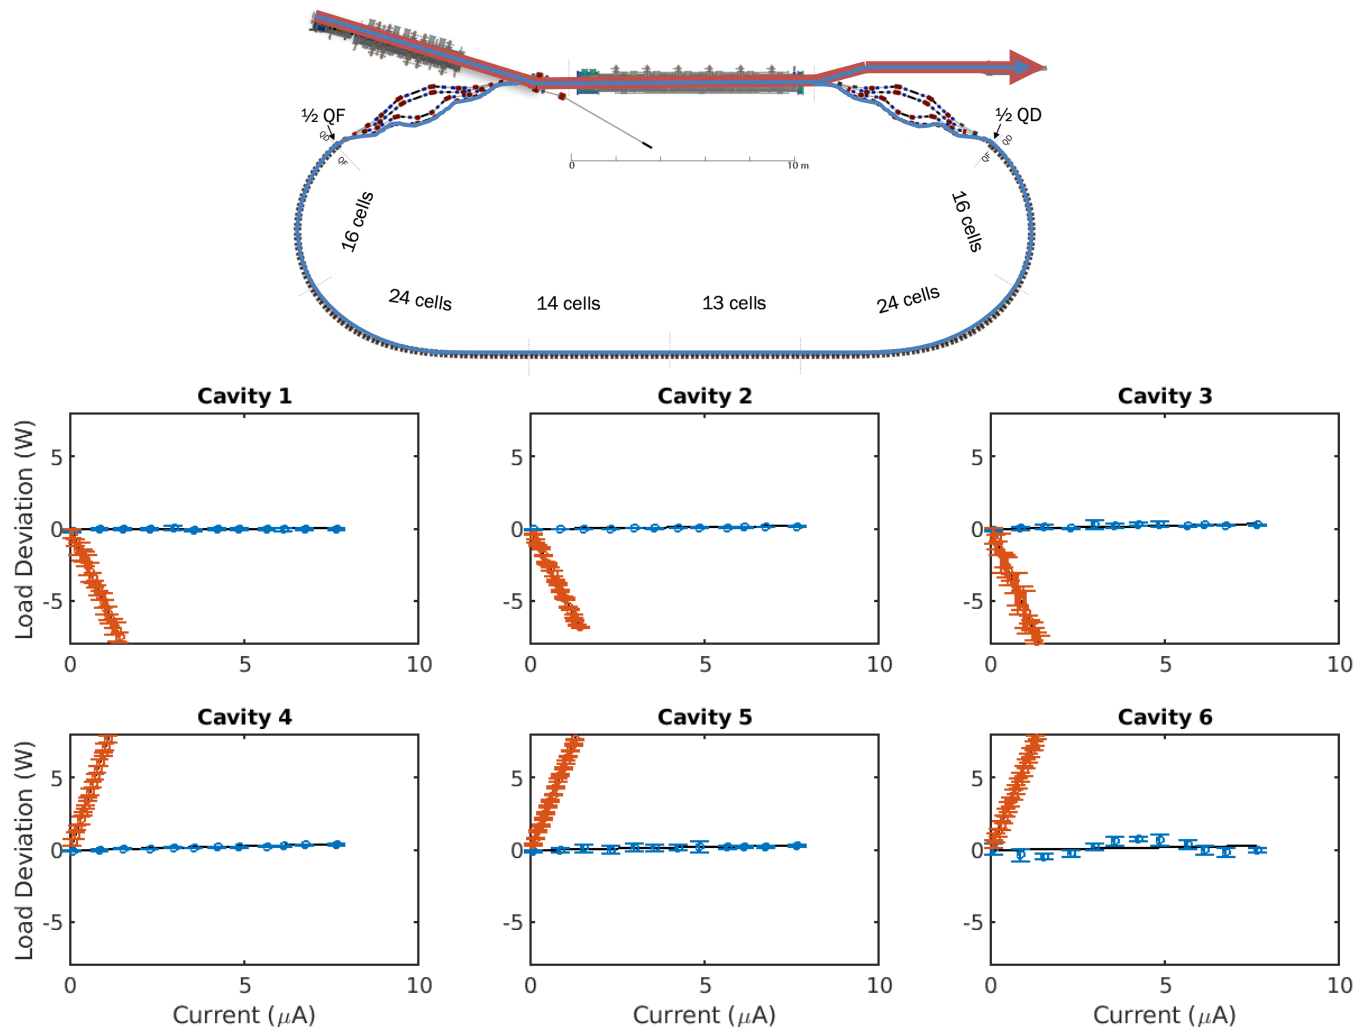 ½ QF
½ QD
QD
QF
QD
QF
0
10 m
16 cells
16 cells
24 cells
14 cells
13 cells
24 cells
Cavity 1
Cavity 2
Cavity 3
Load Deviation (W)
5
0
-5
0
5
10
5
0
-5
0
5
10
5
0
-5
0
5
10
Cavity 4
Cavity 5
Cavity 6
Load Deviation (W)
5
0
-5
0
5
10
Current (μA)
5
0
-5
0
5
10
Current (μA)
5
0
-5
0
5
10
Current (μA)